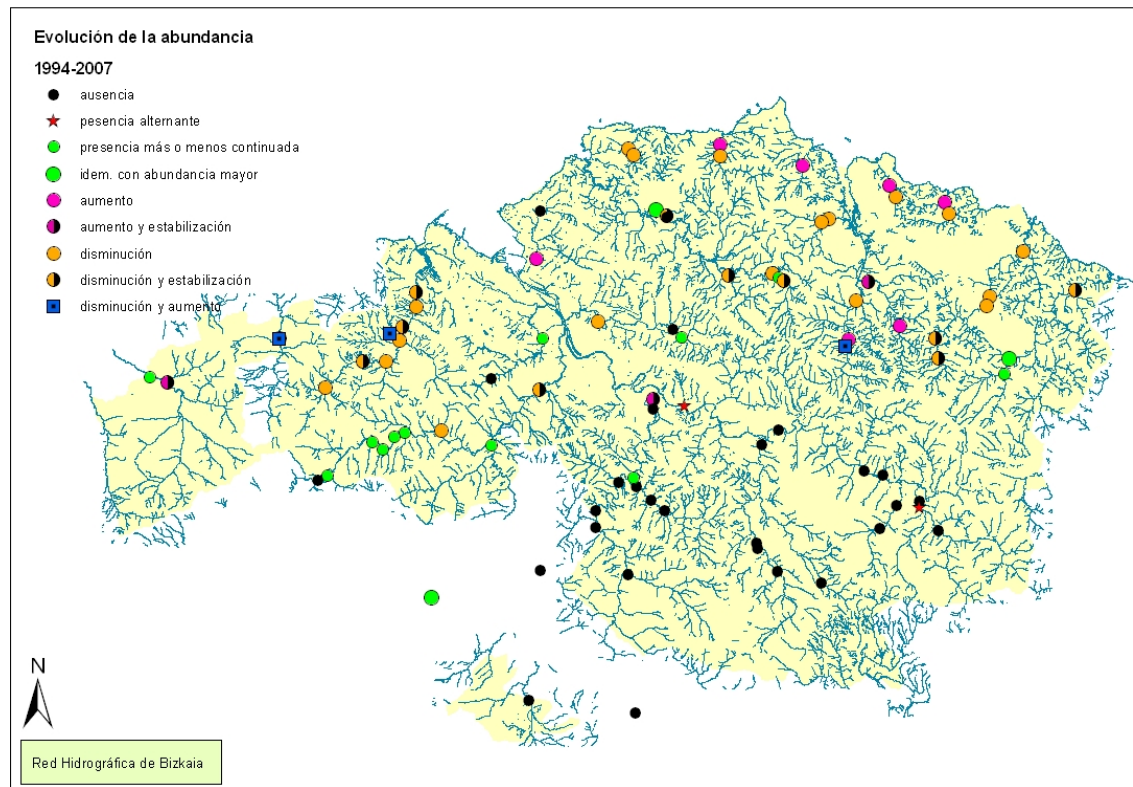 Evolución de la abundancia
1994-2007
ausencia
pesencia alternante
presencia más o menos continuada
idem. con abundancia mayor
aumento
aumento y estabilización
disminución
disminución y estabilización
disminución y aumento
N
Red Hidrográfica de Bizkaia